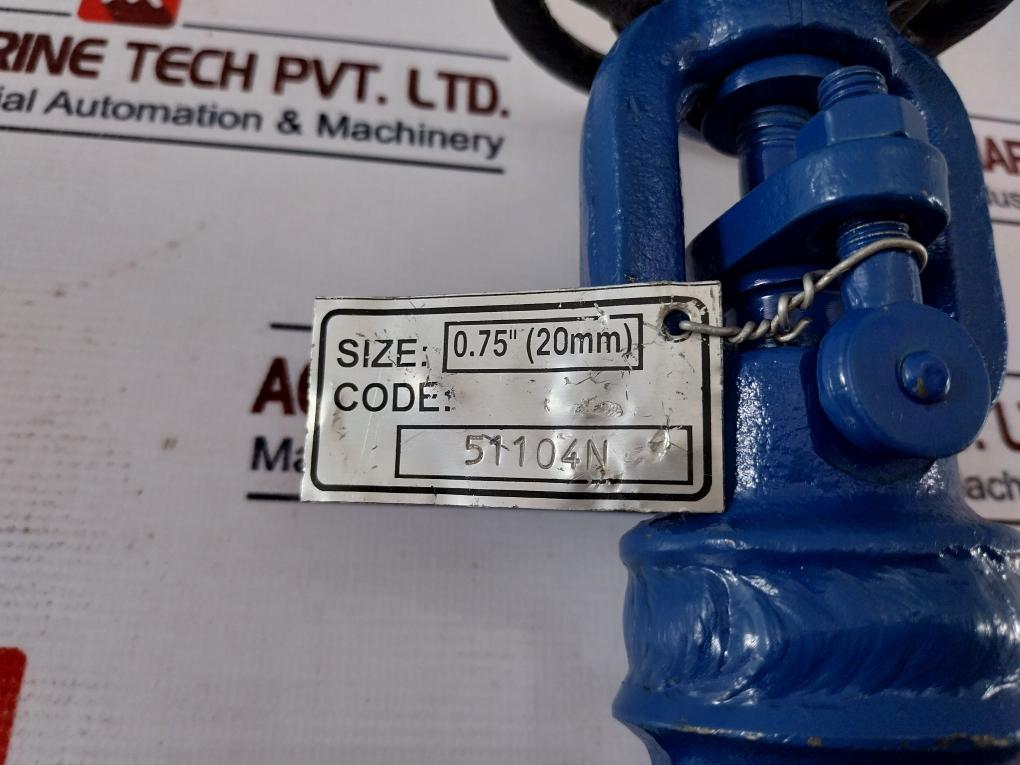 RINE TECH PVT. LTD.
ial Automation & Machinery
SIZE: 0.75" (20mm)
CODE:
51104N